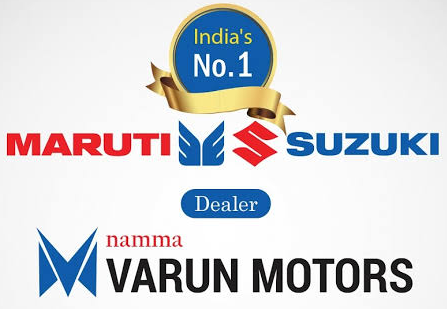 India's
No.1
MARUTI SUZUKI
Dealer
namma
VARUN MOTORS